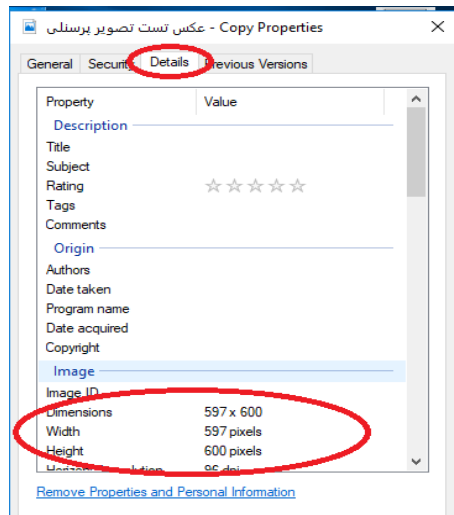 عکس تست تصویر پرسنلی - Copy Properties
General Security Details Previous Versions
Property Value
Description
Title
Subject
Rating
Tags
Comments
Origin
Authors
Date taken
Program name
Date acquired
Copyright
Image
Image ID
Dimensions 597 x 600
Width 597 pixels
Height 600 pixels
96 dpi
Remove Properties and Personal Information